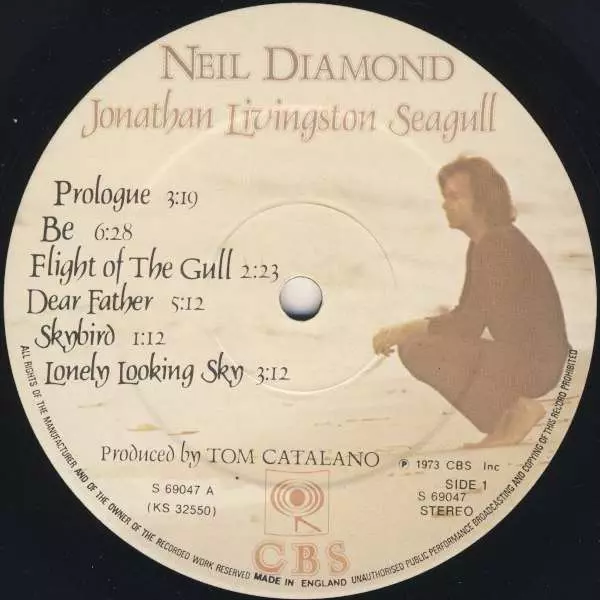 NEIL DIAMOND
Jonathan Livingston Seagull
Prologue 3:19
Be 6:28
Flight of The Gull 2:23
Dear Father 5:12
Skybird 1:12
Lonely Looking Sky 3:12
Produced by TOM CATALANO
℗ 1973 CBS Inc
S 69047 A
(KS 32550)
SIDE 1
S 69047
STEREO
CBS
ALL RIGHTS OF THE MANUFACTURER AND OF THE OWNER OF THE RECORDED WORK RESERVED MADE IN ENGLAND UNAUTHORISED PUBLIC PERFORMANCE BROADCASTING AND COPYING OF THIS RECORD PROHIBITED